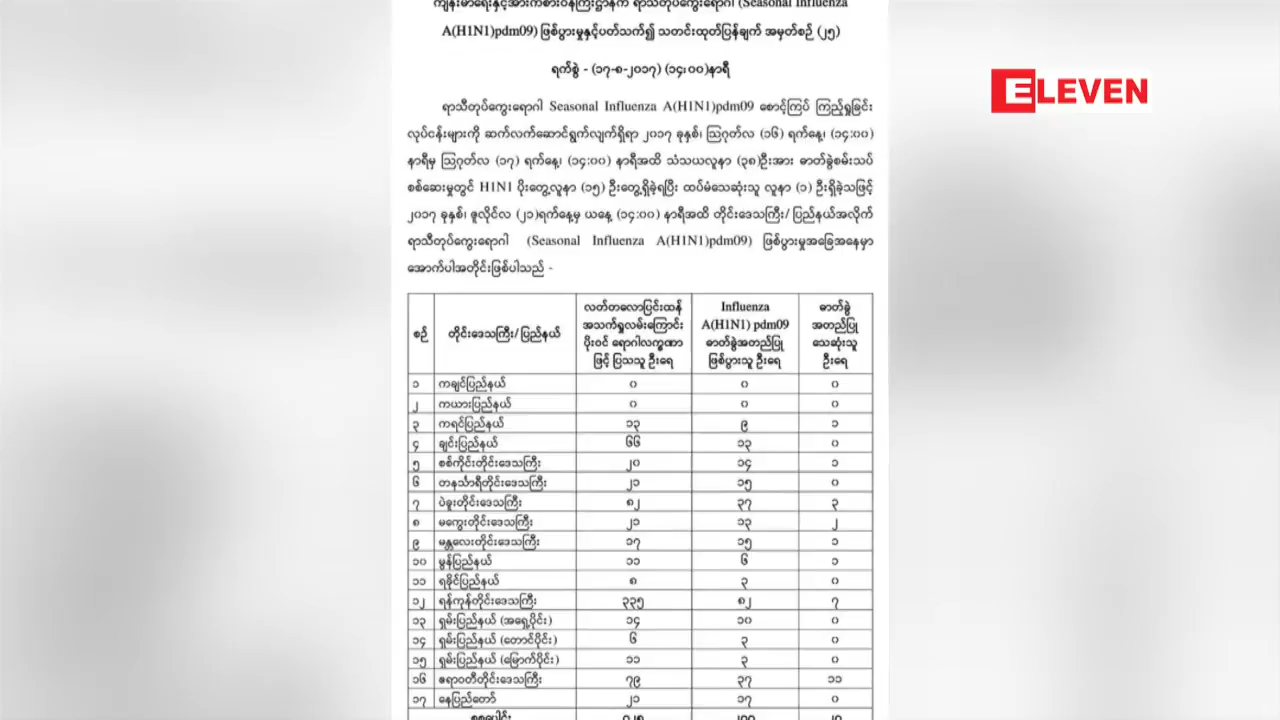 ကျန်းမာရေးနှင့်အားကစားဝန်ကြီးဌာန၏ ရာသီတုပ်ကွေးရောဂါ (Seasonal Influenza
A(H1N1)pdm09) ဖြစ်ပွားမှုနှင့်ပတ်သက်၍ သတင်းထုတ်ပြန်ချက် အမှတ်စဉ် (၂၅)
ရက်စွဲ - (၁၇-၈-၂၀၁၇) (၁၄:၀၀)နာရီ
ELEVEN
ရာသီတုပ်ကွေးရောဂါ Seasonal Influenza A(H1N1)pdm09 စောင့်ကြပ် ကြည့်ရှုခြင်း
လုပ်ငန်းများကို ဆက်လက်ဆောင်ရွက်လျက်ရှိရာ ၂၀၁၇ ခုနှစ်၊ ဩဂုတ်လ (၁၆) ရက်နေ့၊ (၁၄:၀၀)
နာရီမှ ဩဂုတ်လ (၁၇) ရက်နေ့၊ (၁၄:၀၀) နာရီအထိ သံသယလူနာ (၃၈)ဦးအား ဓာတ်ခွဲစမ်းသပ်
စစ်ဆေးမှုတွင် H1N1 ပိုးတွေ့လူနာ (၁၅) ဦးတွေ့ရှိခဲ့ရပြီး ထပ်မံသေဆုံးသူ လူနာ (၁) ဦးရှိခဲ့သဖြင့်
၂၀၁၇ ခုနှစ်၊ ဇူလိုင်လ (၂၁)ရက်နေ့မှ ယနေ့ (၁၄:၀၀) နာရီအထိ တိုင်းဒေသကြီး/ ပြည်နယ်အလိုက်
ရာသီတုပ်ကွေးရောဂါ (Seasonal Influenza A(H1N1)pdm09) ဖြစ်ပွားမှုအခြေအနေမှာ
အောက်ပါအတိုင်းဖြစ်ပါသည် -
စဉ် တိုင်းဒေသကြီး/ ပြည်နယ် လတ်တလောပြင်းထန် အသက်ရှူလမ်းကြောင်း ပိုးဝင် ရောဂါလက္ခဏာ ဖြင့် ပြသသူ ဦးရေ Influenza A(H1N1) pdm09 ဓာတ်ခွဲအတည်ပြု ဖြစ်ပွားသူ ဦးရေ ဓာတ်ခွဲ အတည်ပြု သေဆုံးသူ ဦးရေ
၁ ကချင်ပြည်နယ် ၀ ၀ ၀
၂ ကယားပြည်နယ် ၀ ၀ ၀
၃ ကရင်ပြည်နယ် ၁၃ ၉ ၁
၄ ချင်းပြည်နယ် ၆၆ ၁၃ ၀
၅ စစ်ကိုင်းတိုင်းဒေသကြီး ၂၀ ၁၄ ၁
၆ တနင်္သာရီတိုင်းဒေသကြီး ၂၁ ၁၅ ၀
၇ ပဲခူးတိုင်းဒေသကြီး ၈၂ ၃၇ ၃
၈ မကွေးတိုင်းဒေသကြီး ၂၁ ၁၃ ၂
၉ မန္တလေးတိုင်းဒေသကြီး ၁၇ ၁၅ ၁
၁၀ မွန်ပြည်နယ် ၁၁ ၆ ၁
၁၁ ရခိုင်ပြည်နယ် ၈ ၃ ၀
၁၂ ရန်ကုန်တိုင်းဒေသကြီး ၃၃၅ ၈၂ ၇
၁၃ ရှမ်းပြည်နယ် (အရှေ့ပိုင်း) ၁၄ ၁၀ ၀
၁၄ ရှမ်းပြည်နယ် (တောင်ပိုင်း) ၆ ၃ ၀
၁၅ ရှမ်းပြည်နယ် (မြောက်ပိုင်း) ၁၁ ၃ ၀
၁၆ ဧရာဝတီတိုင်းဒေသကြီး ၇၉ ၃၇ ၁၁
၁၇ နေပြည်တော် ၂၁ ၁၇ ၀
စုစုပေါင်း